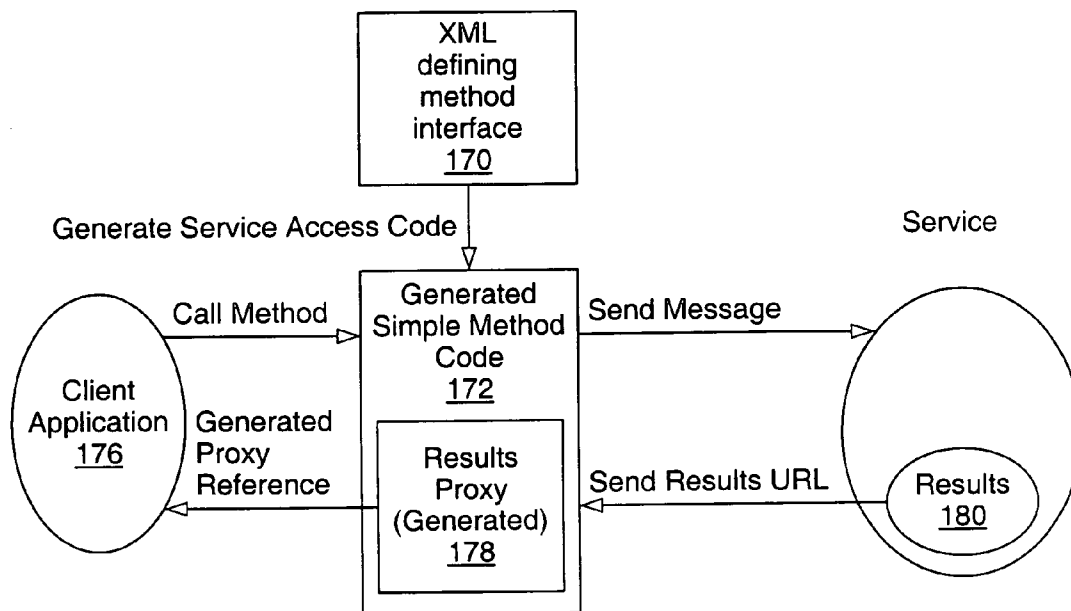 XML
defining
method
interface
170
Generate Service Access Code
Service
Call Method
Generated
Simple Method
Code
172
Send Message
Client
Application
176
Generated
Proxy
Reference
Results
Proxy
(Generated)
178
Send Results URL
Results
180